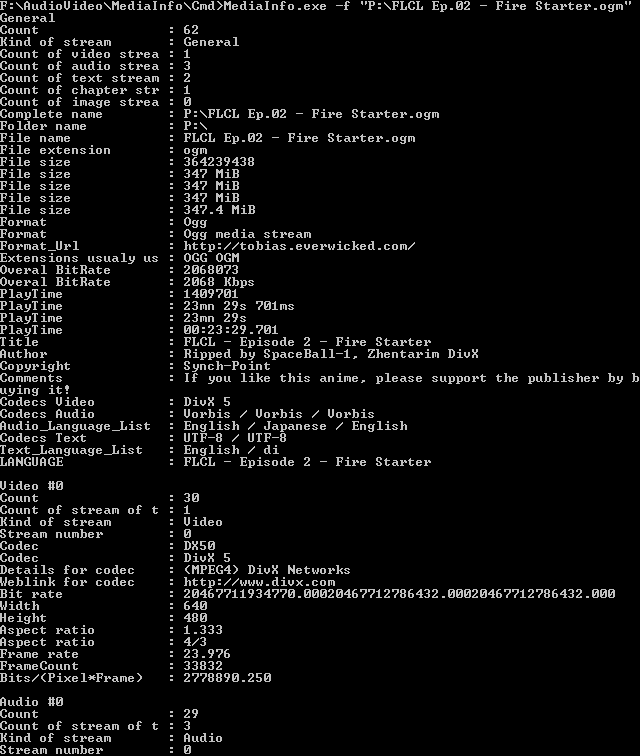 F:\AudioVideo\MediaInfo\Cmd>MediaInfo.exe -f "P:\FLCL Ep.02 - Fire Starter.ogm"
General
Count : 62
Kind of stream : General
Count of video strea : 1
Count of audio strea : 3
Count of text stream : 2
Count of chapter str : 1
Count of image strea : 0
Complete name : P:\FLCL Ep.02 - Fire Starter.ogm
Folder name : P:\
File name : FLCL Ep.02 - Fire Starter.ogm
File extension : ogm
File size : 364239438
File size : 347 MiB
File size : 347 MiB
File size : 347 MiB
File size : 347.4 MiB
Format : Ogg
Format : Ogg media stream
Format_Url : http://tobias.everwicked.com/
Extensions usualy us : OGG OGM
Overal BitRate : 2068073
Overal BitRate : 2068 Kbps
PlayTime : 1409701
PlayTime : 23mn 29s 701ms
PlayTime : 23mn 29s
PlayTime : 00:23:29.701
Title : FLCL - Episode 2 - Fire Starter
Author : Ripped by SpaceBall-1, Zhentarim DivX
Copyright : Synch-Point
Comments : If you like this anime, please support the publisher by b
uying it!
Codecs Video : DivX 5
Codecs Audio : Vorbis / Vorbis / Vorbis
Audio_Language_List : English / Japanese / English
Codecs Text : UTF-8 / UTF-8
Text_Language_List : English / di
LANGUAGE : FLCL - Episode 2 - Fire Starter
Video #0
Count : 30
Count of stream of t : 1
Kind of stream : Video
Stream number : 0
Codec : DX50
Codec : DivX 5
Details for codec : (MPEG4) DivX Networks
Weblink for codec : http://www.divx.com
Bit rate : 20467711934770.00020467712786432.00020467712786432.000
Width : 640
Height : 480
Aspect ratio : 1.333
Aspect ratio : 4/3
Frame rate : 23.976
FrameCount : 33832
Bits/(Pixel*Frame) : 2778890.250
Audio #0
Count : 29
Count of stream of t : 3
Kind of stream : Audio
Stream number : 0